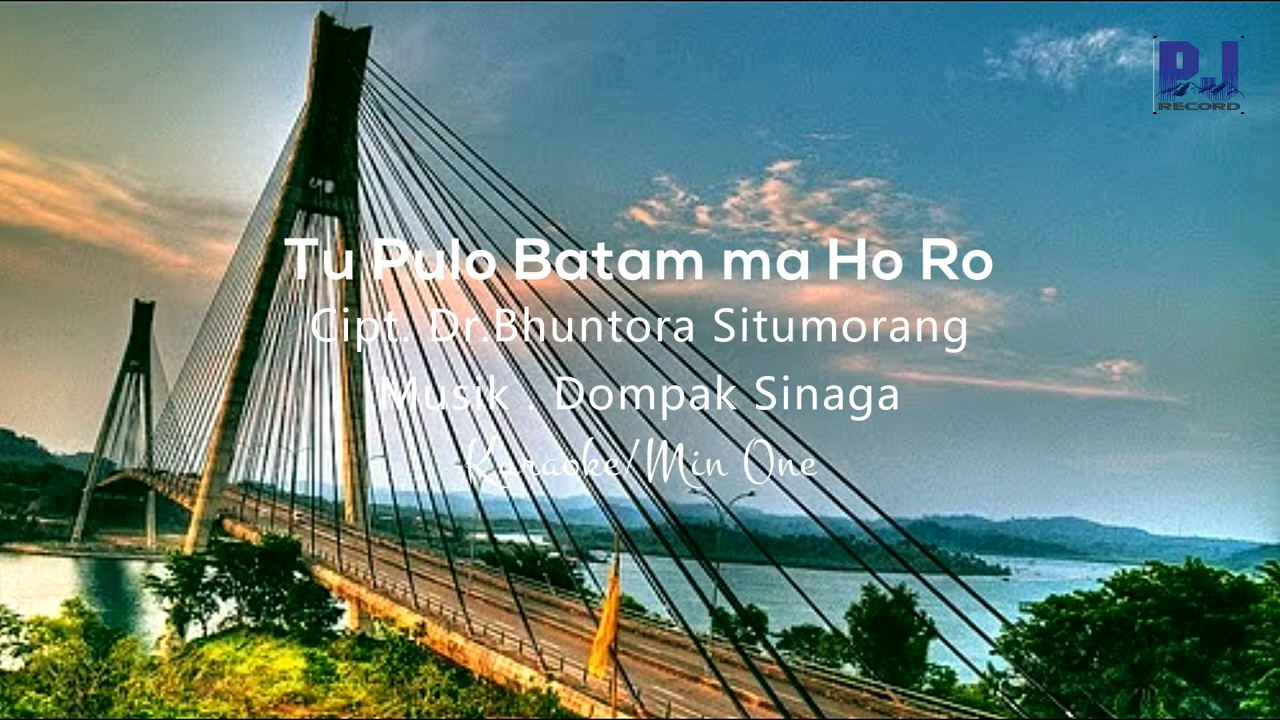 PJ
RECORD
Tu Pulo Batam ma Ho Ro
Cipt. Dr.Bhuntora Situmorang
Musik . Dompak Sinaga
Karaoke/Min One